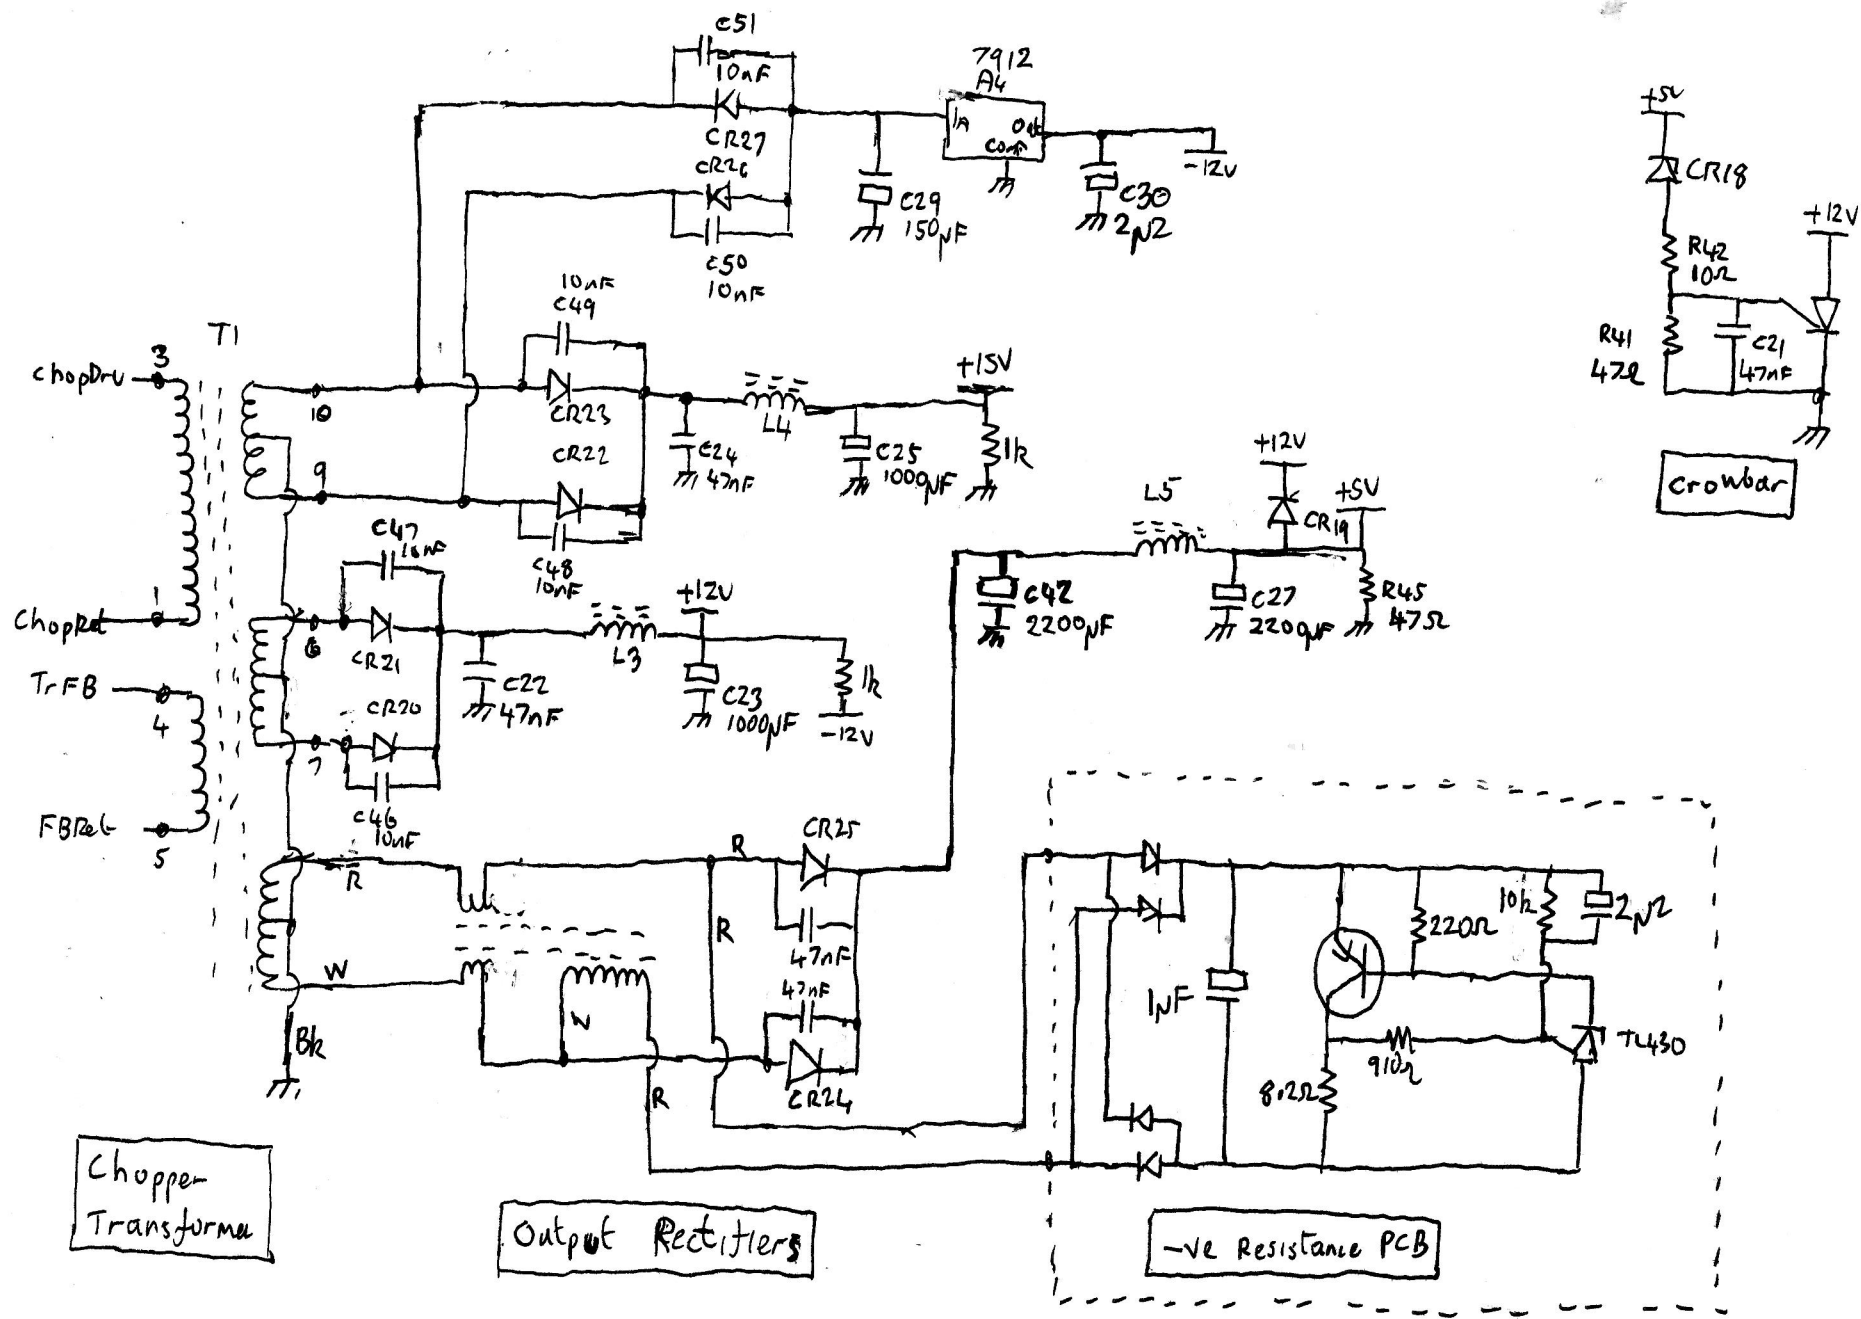 C51
10nF
CR27
CR26
C50
10nF
7912
A4
In
Out
Com
C29
150µF
C30
2µ2
-12V
+5V
CR18
R42
10Ω
+12V
R41
47Ω
C21
47nF
Crowbar
T1
ChopDrv
3
1
ChopRet
TrFB
4
FBRet
5
10
9
10nF
C49
CR23
CR22
C48
10nF
C24
47nF
L4
+15V
C25
1000µF
1k
C47
10nF
6
CR21
CR20
7
C46
10nF
C22
47nF
L3
+12V
C23
1000µF
1k
-12V
C42
2200µF
L5
+12V
CR19
+5V
C27
2200µF
R45
47Ω
R
W
Bk
R
CR25
R
47nF
47nF
W
CR24
R
1µF
220Ω
10k
2µ2
910Ω
8.2Ω
TL430
Chopper
Transformer
Output Rectifiers
-ve Resistance PCB